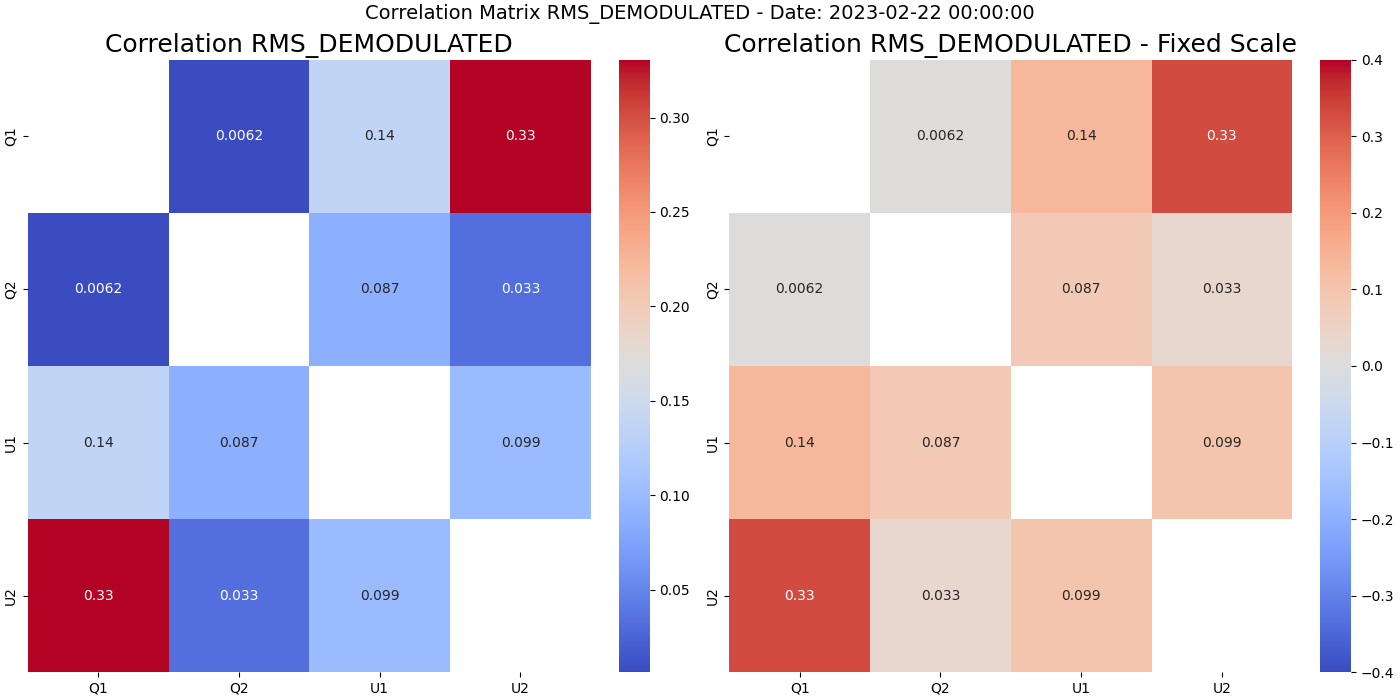 Correlation Matrix RMS_DEMODULATED - Date: 2023-02-22 00:00:00
Correlation RMS_DEMODULATED
Q1
0.0062
0.14
0.33
Q2
0.0062
0.087
0.033
U1
0.14
0.087
0.099
U2
0.33
0.033
0.099
Q1
Q2
U1
U2
0.30
0.25
0.20
0.15
0.10
0.05
Correlation RMS_DEMODULATED - Fixed Scale
Q1
0.0062
0.14
0.33
Q2
0.0062
0.087
0.033
U1
0.14
0.087
0.099
U2
0.33
0.033
0.099
Q1
Q2
U1
U2
0.4
0.3
0.2
0.1
0.0
−0.1
−0.2
−0.3
−0.4